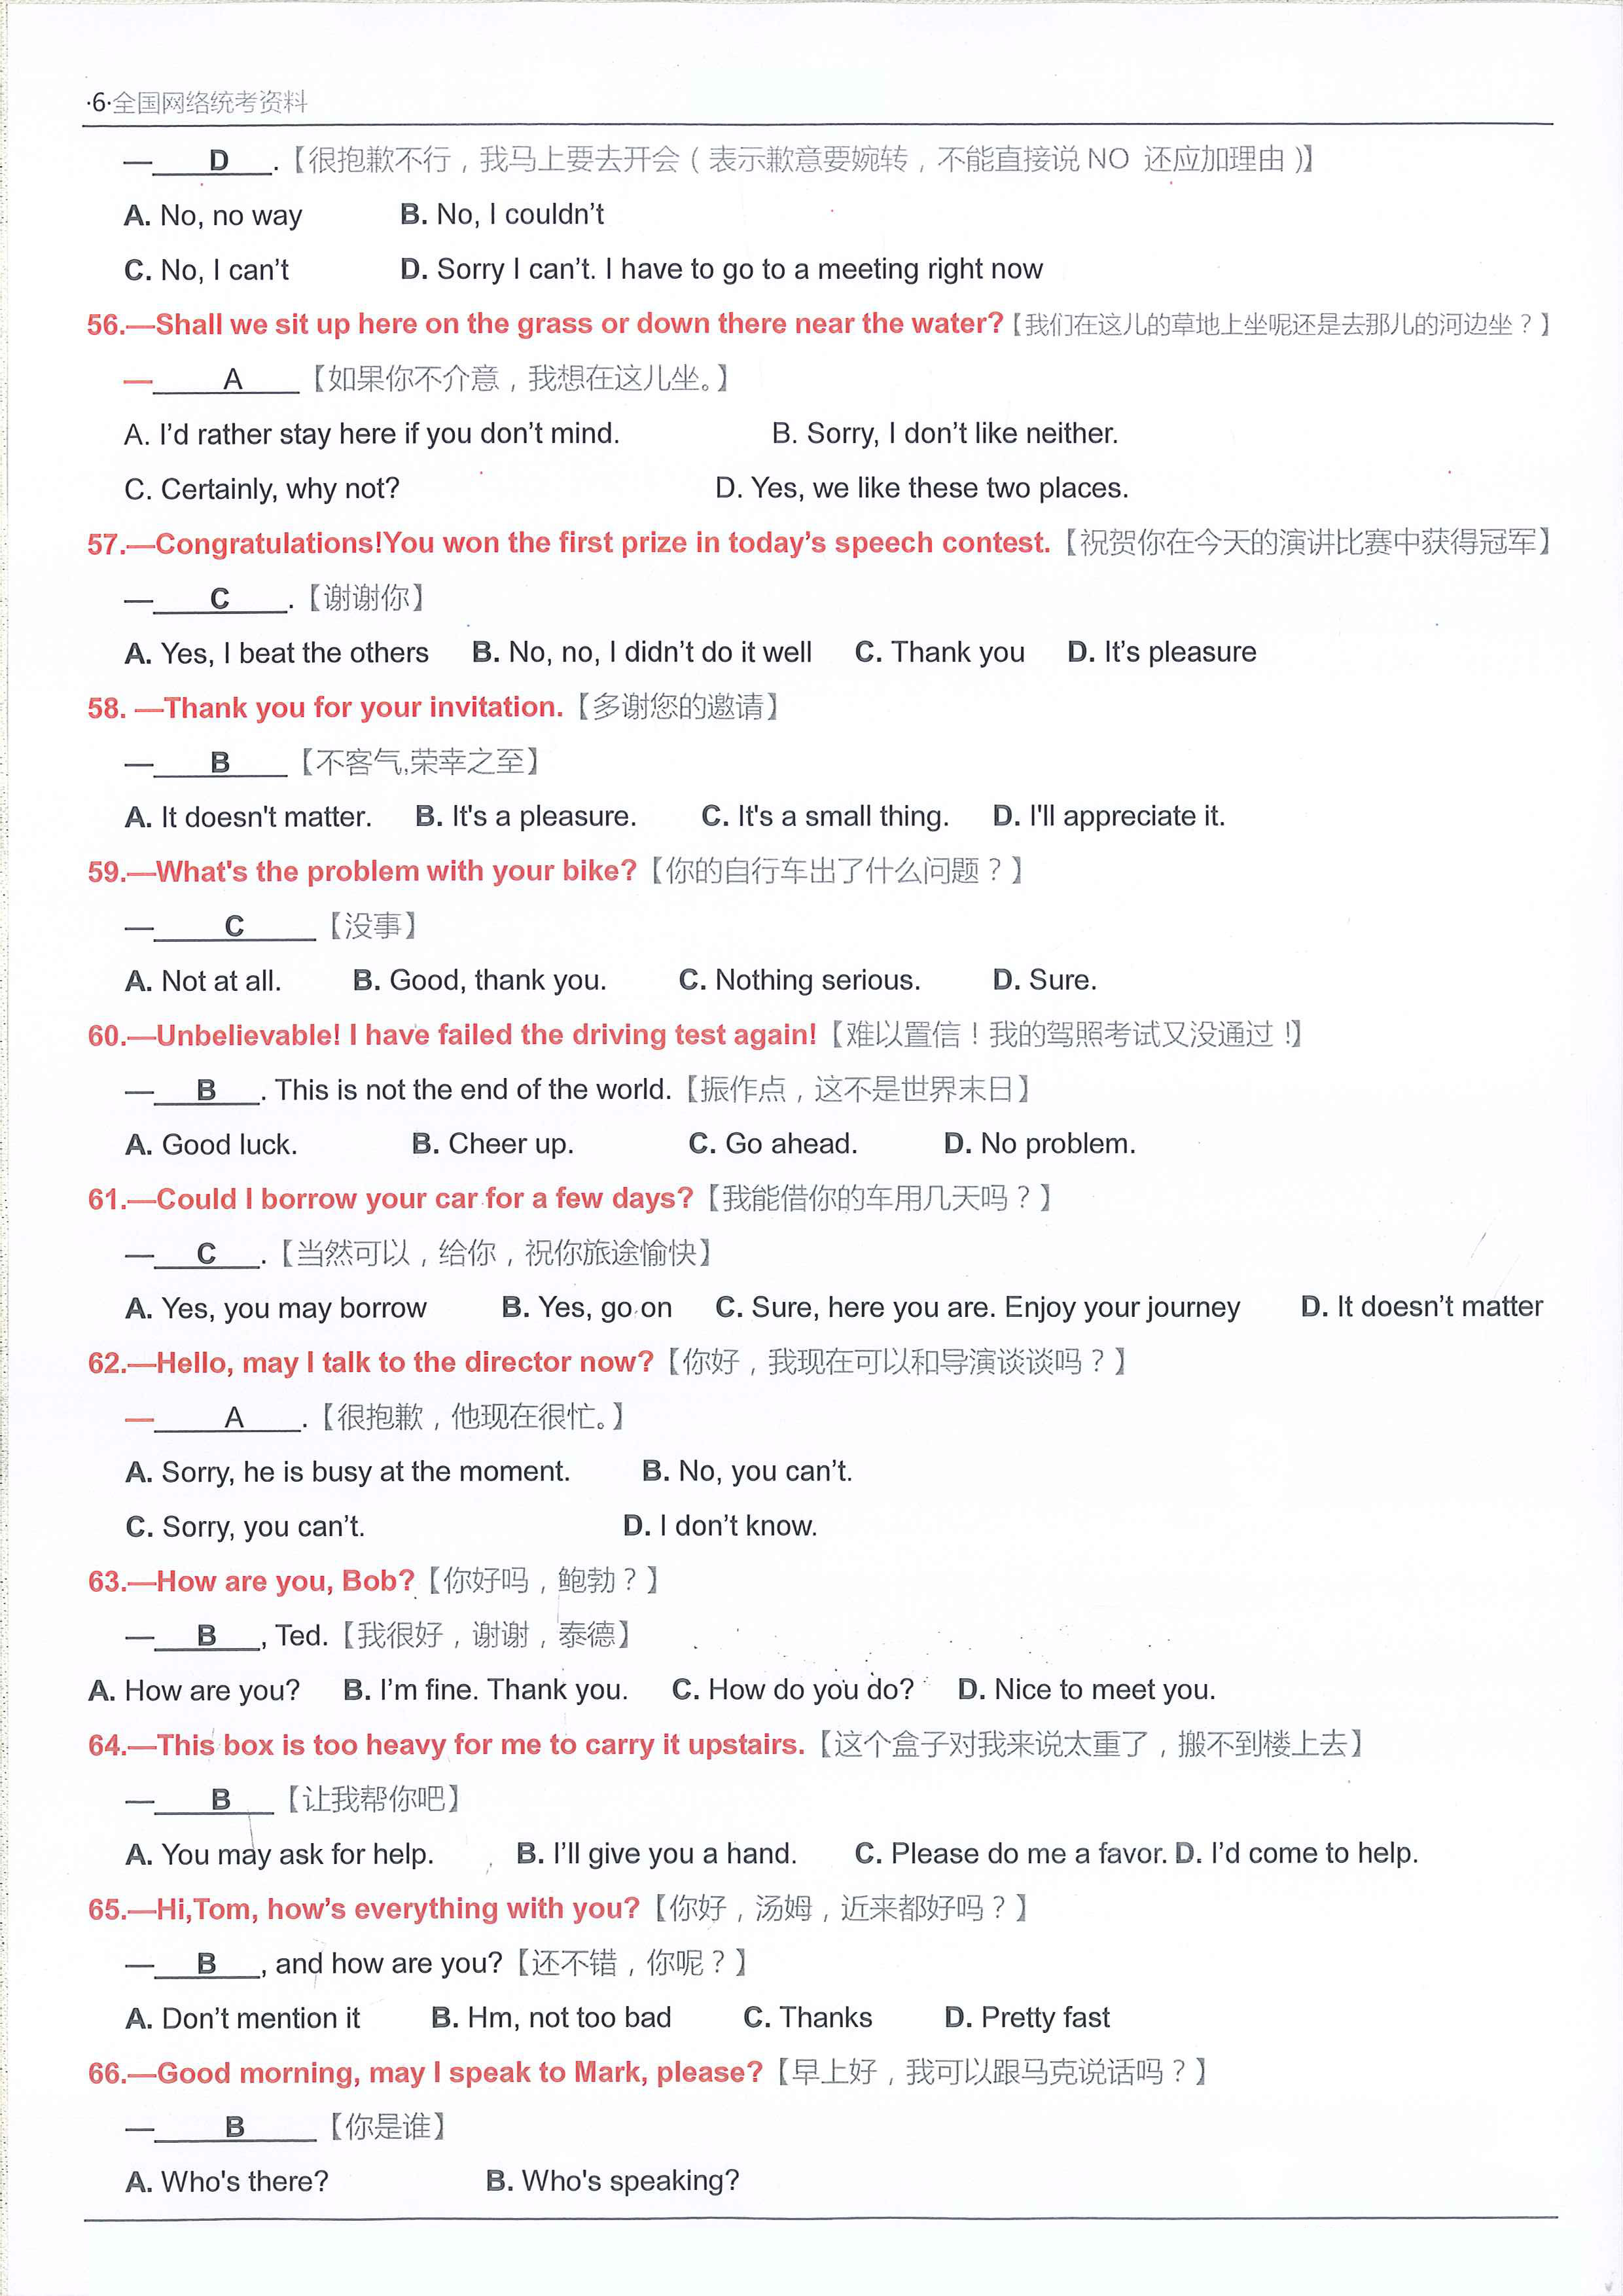 ·6·全国网络统考资料
—D.【很抱歉不行，我马上要去开会（表示歉意要婉转，不能直接说 NO 还应加理由）】
A. No, no way B. No, I couldn’t
C. No, I can’t D. Sorry I can’t. I have to go to a meeting right now
56.—Shall we sit up here on the grass or down there near the water?【我们在这儿的草地上坐呢还是去那儿的河边坐？】
—A【如果你不介意，我想在这儿坐。】
A. I’d rather stay here if you don’t mind. B. Sorry, I don’t like neither.
C. Certainly, why not? D. Yes, we like these two places.
57.—Congratulations!You won the first prize in today’s speech contest.【祝贺你在今天的演讲比赛中获得冠军】
—C.【谢谢你】
A. Yes, I beat the others B. No, no, I didn’t do it well C. Thank you D. It’s pleasure
58. —Thank you for your invitation.【多谢您的邀请】
—B【不客气,荣幸之至】
A. It doesn't matter. B. It's a pleasure. C. It's a small thing. D. I'll appreciate it.
59.—What's the problem with your bike?【你的自行车出了什么问题？】
—C【没事】
A. Not at all. B. Good, thank you. C. Nothing serious. D. Sure.
60.—Unbelievable! I have failed the driving test again!【难以置信！我的驾照考试又没通过！】
—B. This is not the end of the world.【振作点，这不是世界末日】
A. Good luck. B. Cheer up. C. Go ahead. D. No problem.
61.—Could I borrow your car for a few days?【我能借你的车用几天吗？】
—C.【当然可以，给你，祝你旅途愉快】
A. Yes, you may borrow B. Yes, go on C. Sure, here you are. Enjoy your journey D. It doesn’t matter
62.—Hello, may I talk to the director now?【你好，我现在可以和导演谈谈吗？】
—A.【很抱歉，他现在很忙。】
A. Sorry, he is busy at the moment. B. No, you can’t.
C. Sorry, you can’t. D. I don’t know.
63.—How are you, Bob?【你好吗，鲍勃？】
—B, Ted.【我很好，谢谢，泰德】
A. How are you? B. I’m fine. Thank you. C. How do you do? D. Nice to meet you.
64.—This box is too heavy for me to carry it upstairs.【这个盒子对我来说太重了，搬不到楼上去】
—B【让我帮你吧】
A. You may ask for help. B. I’ll give you a hand. C. Please do me a favor. D. I’d come to help.
65.—Hi,Tom, how’s everything with you?【你好，汤姆，近来都好吗？】
—B, and how are you?【还不错，你呢？】
A. Don’t mention it B. Hm, not too bad C. Thanks D. Pretty fast
66.—Good morning, may I speak to Mark, please?【早上好，我可以跟马克说话吗？】
—B【你是谁】
A. Who's there? B. Who's speaking?